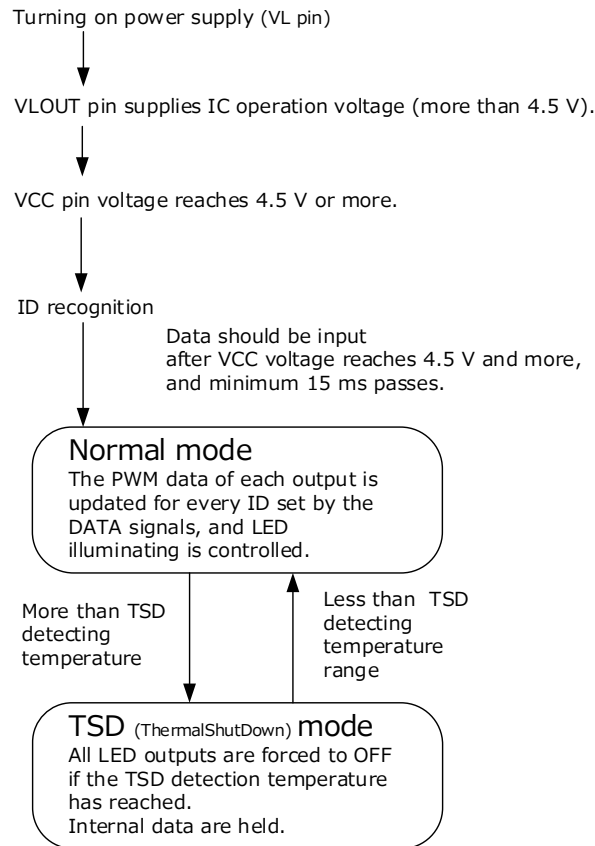 Turning on power supply (VL pin)
VLOUT pin supplies IC operation voltage (more than 4.5 V).
VCC pin voltage reaches 4.5 V or more.
ID recognition
Data should be input
after VCC voltage reaches 4.5 V and more,
and minimum 15 ms passes.
Normal mode
The PWM data of each output is
updated for every ID set by the
DATA signals, and LED
illuminating is controlled.
More than TSD
detecting
temperature
Less than TSD
detecting
temperature
range
TSD (ThermalShutDown) mode
All LED outputs are forced to OFF
if the TSD detection temperature
has reached.
Internal data are held.